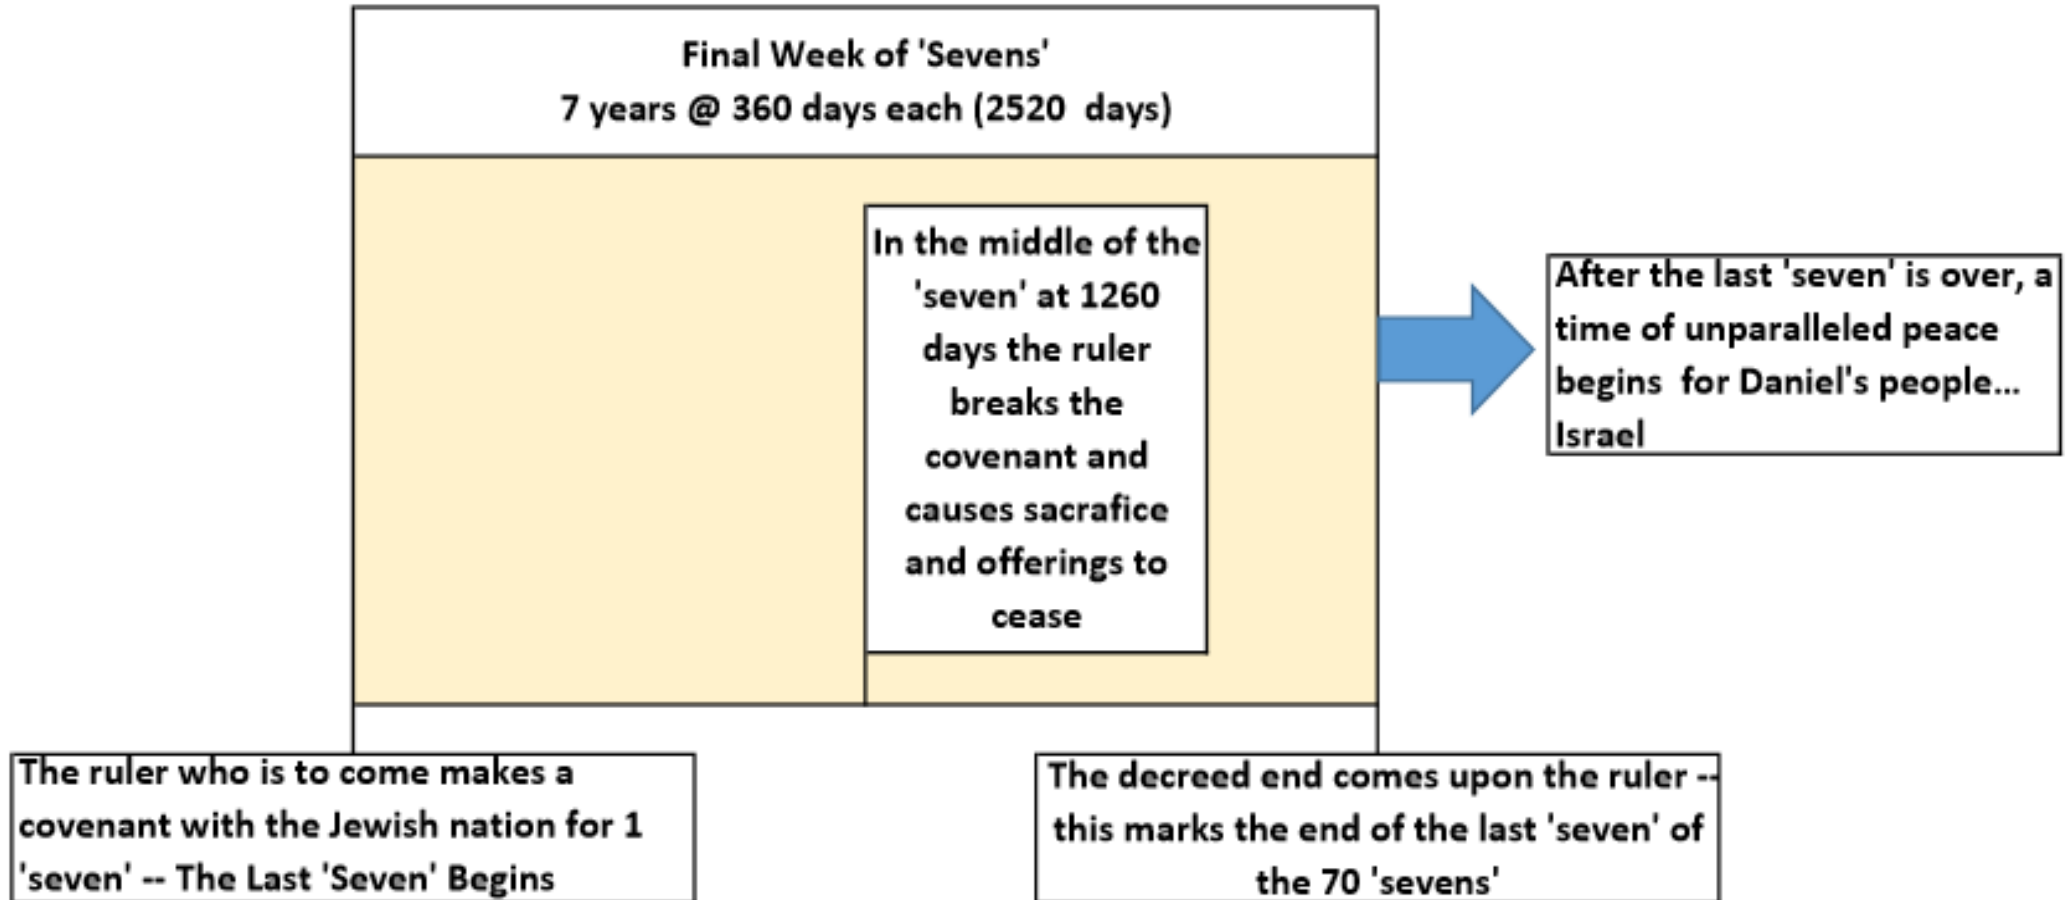 Final Week of 'Sevens'
7 years @ 360 days each (2520  days)
In the middle of the
'seven' at 1260
days the ruler
breaks the
covenant and
causes sacrafice
and offerings to
cease
After the last 'seven' is over, a
time of unparalleled peace
begins  for Daniel's people...
Israel
The ruler who is to come makes a
covenant with the Jewish nation for 1
'seven' -- The Last 'Seven' Begins
The decreed end comes upon the ruler --
this marks the end of the last 'seven' of
the 70 'sevens'